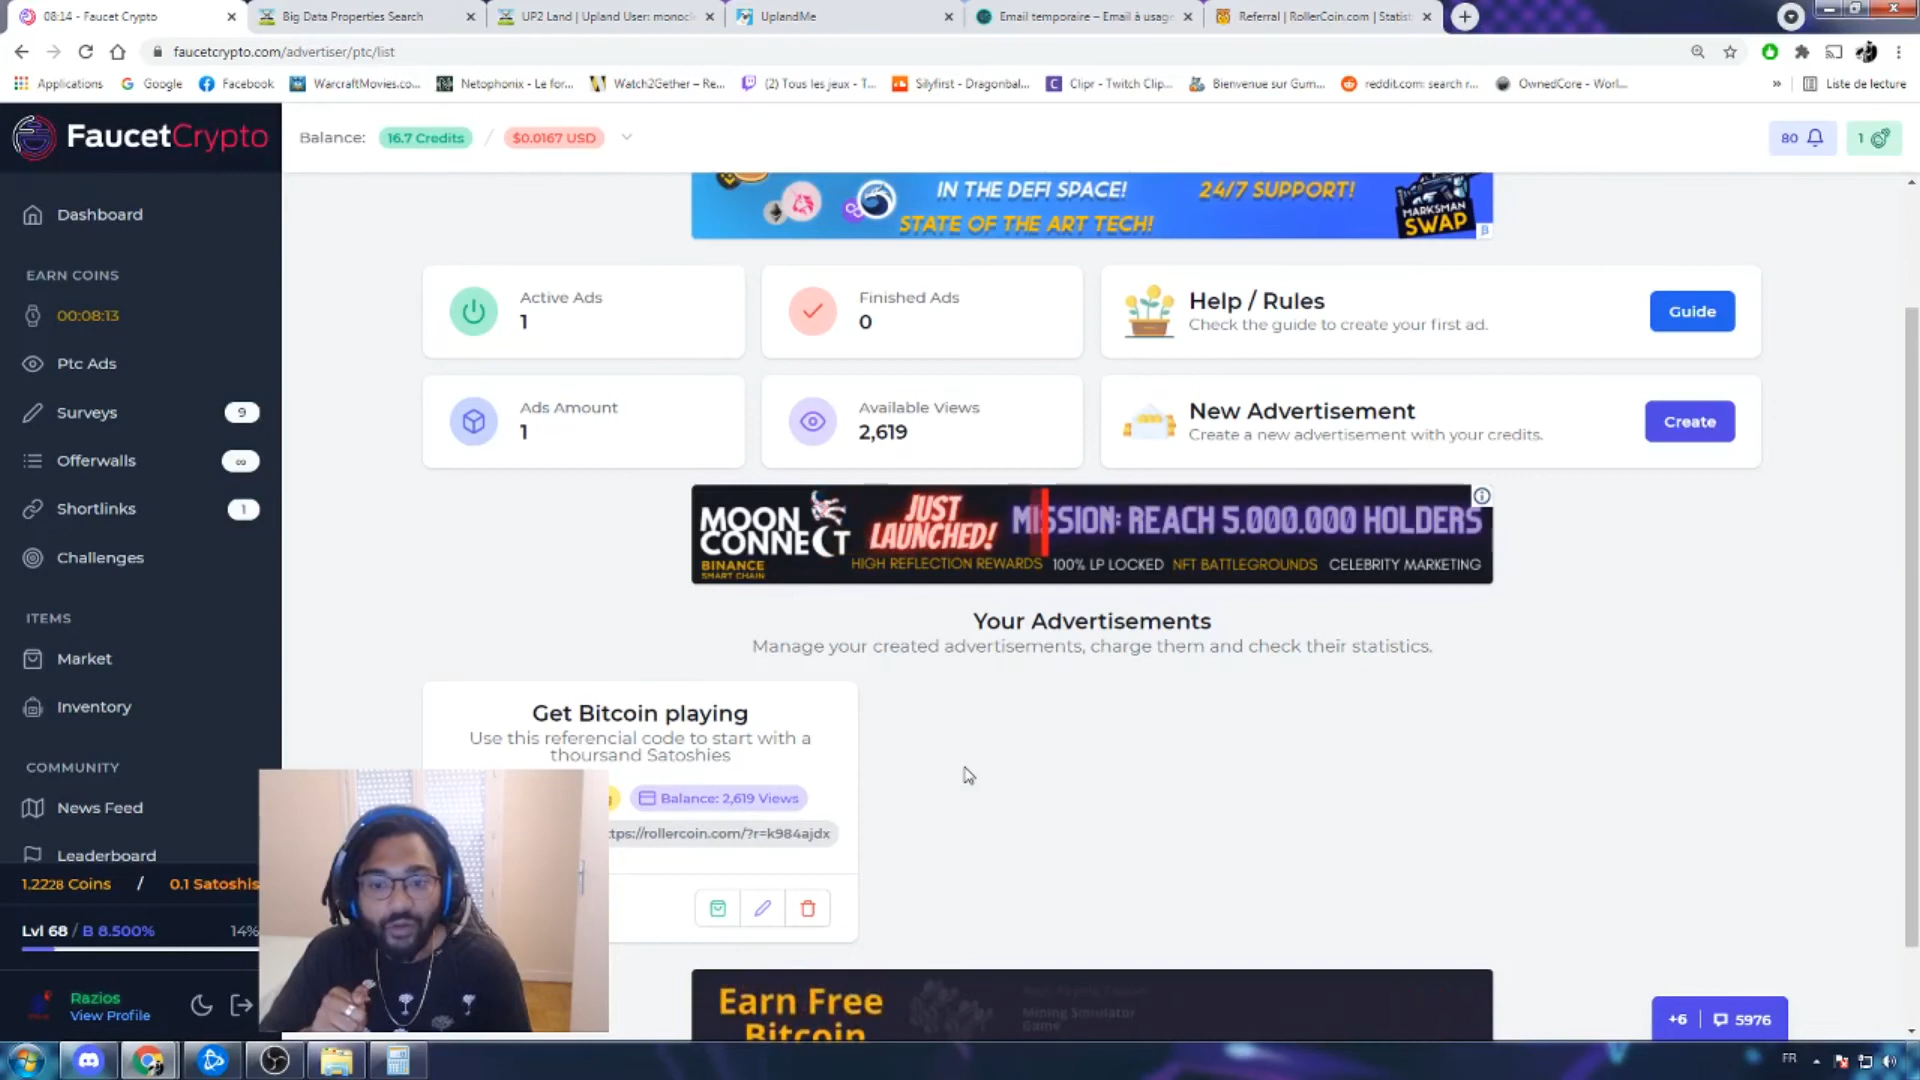 08:14 - Faucet Crypto
Big Data Properties Search
UP2 Land | Upland User: monocl
UplandMe
Email temporaire – Email à usage
Referral | RollerCoin.com | Statist
faucetcrypto.com/advertiser/ptc/list
Applications
Google
Facebook
WarcraftMovies.co...
Netophonix - Le for...
Watch2Gether – Re...
(2) Tous les jeux - T...
Silyfirst - Dragonbal...
Clipr - Twitch Clip...
Bienvenue sur Gum...
reddit.com: search r...
OwnedCore - Worl...
»
Liste de lecture
FaucetCrypto
Balance:
16.7 Credits
/
$0.0167 USD
80
1
Dashboard
EARN COINS
00:08:13
Ptc Ads
Surveys
9
Offerwalls
∞
Shortlinks
1
Challenges
ITEMS
Market
Inventory
COMMUNITY
News Feed
Leaderboard
1.2228 Coins / 0.1 Satoshis
Lvl 68 / B 8.500%
14%
Razios
View Profile
IN THE DEFI SPACE!
24/7 SUPPORT!
STATE OF THE ART TECH!
MARKSMAN
SWAP
Active Ads
1
Finished Ads
0
Help / Rules
Check the guide to create your first ad.
Guide
Ads Amount
1
Available Views
2,619
New Advertisement
Create a new advertisement with your credits.
Create
MOON
CONNECT
BINANCE
SMART CHAIN
JUST
LAUNCHED!
MISSION: REACH 5.000.000 HOLDERS
HIGH REFLECTION REWARDS
100% LP LOCKED
NFT BATTLEGROUNDS
CELEBRITY MARKETING
Your Advertisements
Manage your created advertisements, charge them and check their statistics.
Get Bitcoin playing
Use this referencial code to start with a
thoursand Satoshies
Balance: 2,619 Views
ttps://rollercoin.com/?r=k984ajdx
Earn Free
Bitcoin
Mining Simulator
Game
+6
5976
FR